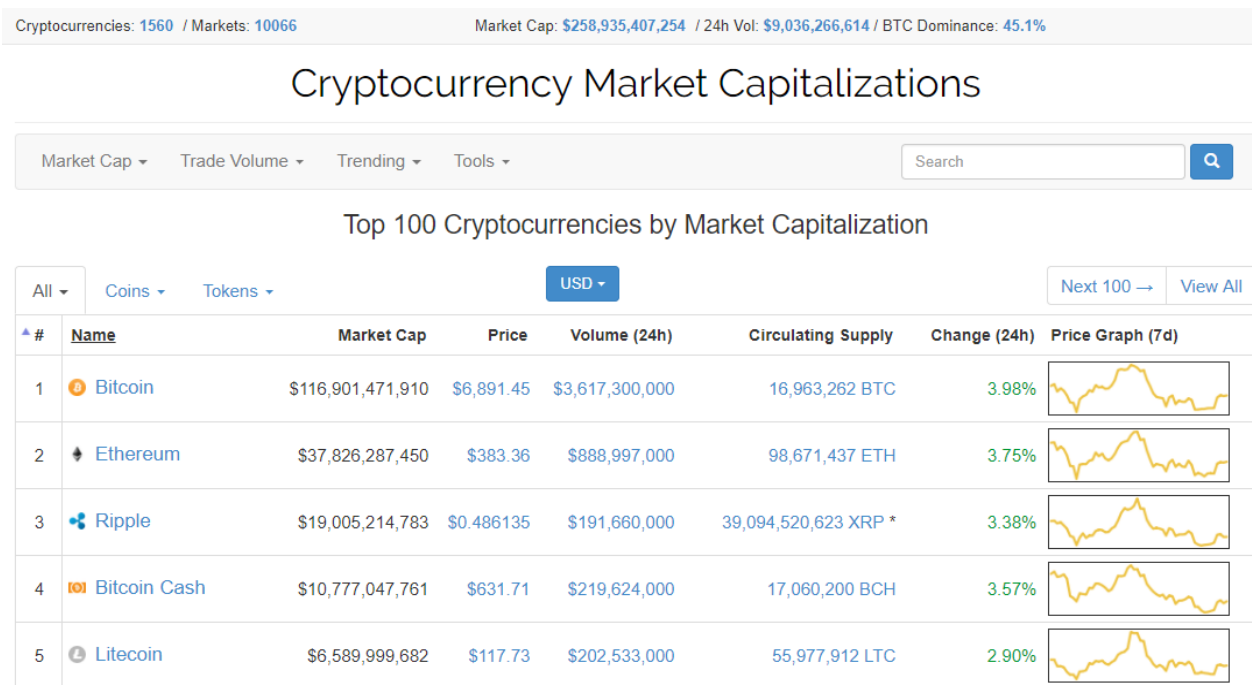 Cryptocurrencies: 1560 / Markets: 10066 Market Cap: $258,935,407,254 / 24h Vol: $9,036,266,614 / BTC Dominance: 45.1%
Cryptocurrency Market Capitalizations
Market Cap Trade Volume Trending Tools Search
Top 100 Cryptocurrencies by Market Capitalization
All Coins Tokens USD Next 100 → View All
# Name Market Cap Price Volume (24h) Circulating Supply Change (24h) Price Graph (7d)
1 Bitcoin $116,901,471,910 $6,891.45 $3,617,300,000 16,963,262 BTC 3.98%
2 Ethereum $37,826,287,450 $383.36 $888,997,000 98,671,437 ETH 3.75%
3 Ripple $19,005,214,783 $0.486135 $191,660,000 39,094,520,623 XRP * 3.38%
4 Bitcoin Cash $10,777,047,761 $631.71 $219,624,000 17,060,200 BCH 3.57%
5 Litecoin $6,589,999,682 $117.73 $202,533,000 55,977,912 LTC 2.90%